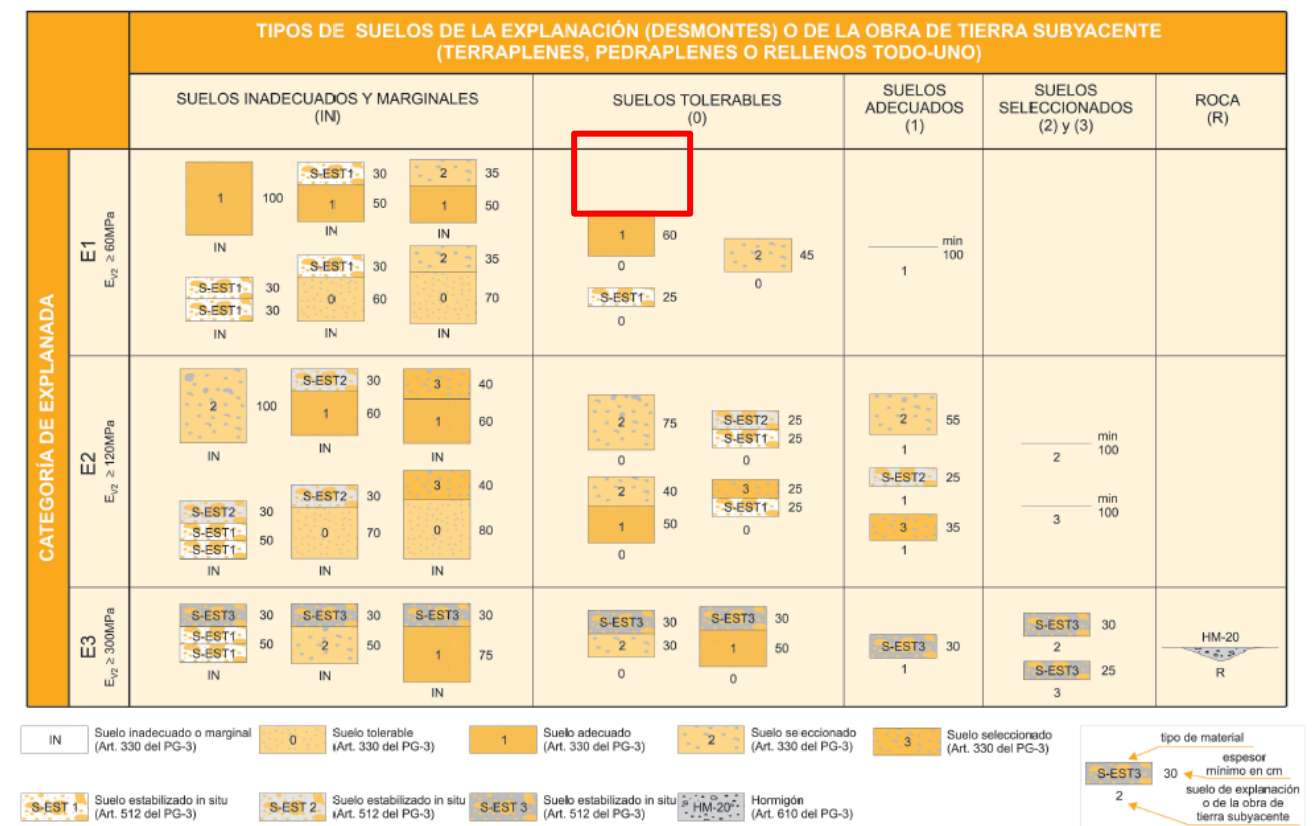 TIPOS DE SUELOS DE LA EXPLANACIÓN (DESMONTES) O DE LA OBRA DE TIERRA SUBYACENTE
(TERRAPLENES, PEDRAPLENES O RELLENOS TODO-UNO)
SUELOS INADECUADOS Y MARGINALES
(IN)
SUELOS TOLERABLES
(0)
SUELOS
ADECUADOS
(1)
SUELOS
SELECCIONADOS
(2) y (3)
ROCA
(R)
CATEGORÍA DE EXPLANADA
E1
EV2 ≥ 60MPa
1 100
IN
S-EST1 30
1 50
IN
2 35
1 50
IN
S-EST1 30
S-EST1 30
IN
S-EST1 30
0 60
IN
2 35
0 70
IN
1 60
0
2 45
0
S-EST1 25
0
min
100
1
E2
EV2 ≥ 120MPa
2 100
IN
S-EST2 30
1 60
IN
3 40
1 60
IN
S-EST2 30
S-EST1 50
S-EST1
IN
S-EST2 30
0 70
IN
3 40
0 80
IN
2 75
0
S-EST2 25
S-EST1 25
0
2 40
1 50
0
3 25
S-EST1 25
0
2 55
1
S-EST2 25
1
3 35
1
min
100
2
min
100
3
E3
EV2 ≥ 300MPa
S-EST3 30
S-EST1 50
S-EST1
IN
S-EST3 30
2 50
IN
S-EST3 30
1 75
IN
S-EST3 30
2 30
0
S-EST3 30
1 50
0
S-EST3 30
1
S-EST3 30
2
S-EST3 25
3
HM-20
R
IN Suelo inadecuado o marginal
(Art. 330 del PG-3)
0 Suelo tolerable
(Art. 330 del PG-3)
1 Suelo adecuado
(Art. 330 del PG-3)
2 Suelo se eccionado
(Art. 330 del PG-3)
3 Suelo seleccionado
(Art. 330 del PG-3)
S-EST 1 Suelo estabilizado in situ
(Art. 512 del PG-3)
S-EST 2 Suelo estabilizado in situ
(Art. 512 del PG-3)
S-EST 3 Suelo estabilizado in situ
(Art. 512 del PG-3)
HM-20 Hormigón
(Art. 610 del PG-3)
tipo de material
S-EST3 30
espesor
mínimo en cm
2
suelo de explanación
o de la obra de
tierra subyacente